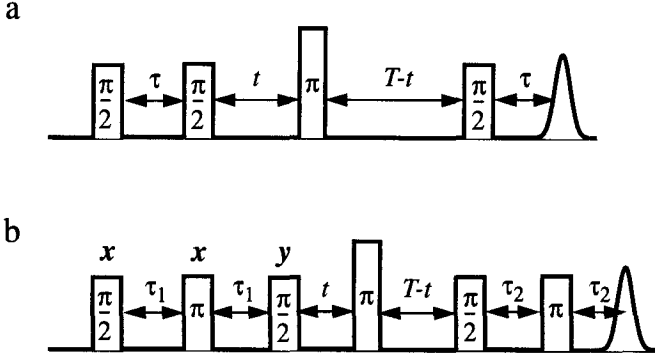 a
π/2 τ π/2 t π T-t π/2 τ
b
x x y
π/2 τ₁ π τ₁ π/2 t π T-t π/2 τ₂ π τ₂